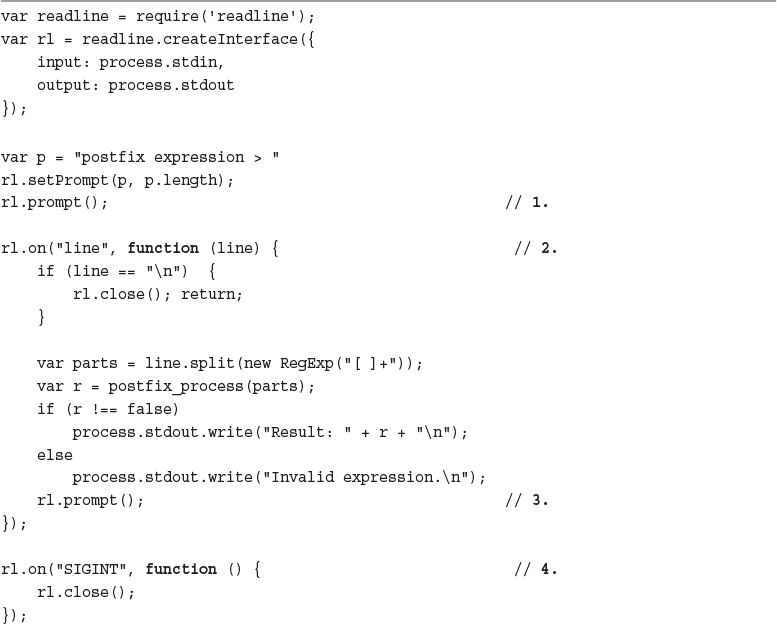 var readline = require('readline');
var rl = readline.createInterface({
    input: process.stdin,
    output: process.stdout
});

var p = "postfix expression > "
rl.setPrompt(p, p.length);
rl.prompt();                                            // 1.

rl.on("line", function (line) {                          // 2.
    if (line == "\n")  {
        rl.close(); return;
    }

    var parts = line.split(new RegExp("[ ]+"));
    var r = postfix_process(parts);
    if (r !== false)
        process.stdout.write("Result: " + r + "\n");
    else
        process.stdout.write("Invalid expression.\n");
    rl.prompt();                                        // 3.
});

rl.on("SIGINT", function () {                            // 4.
    rl.close();
});